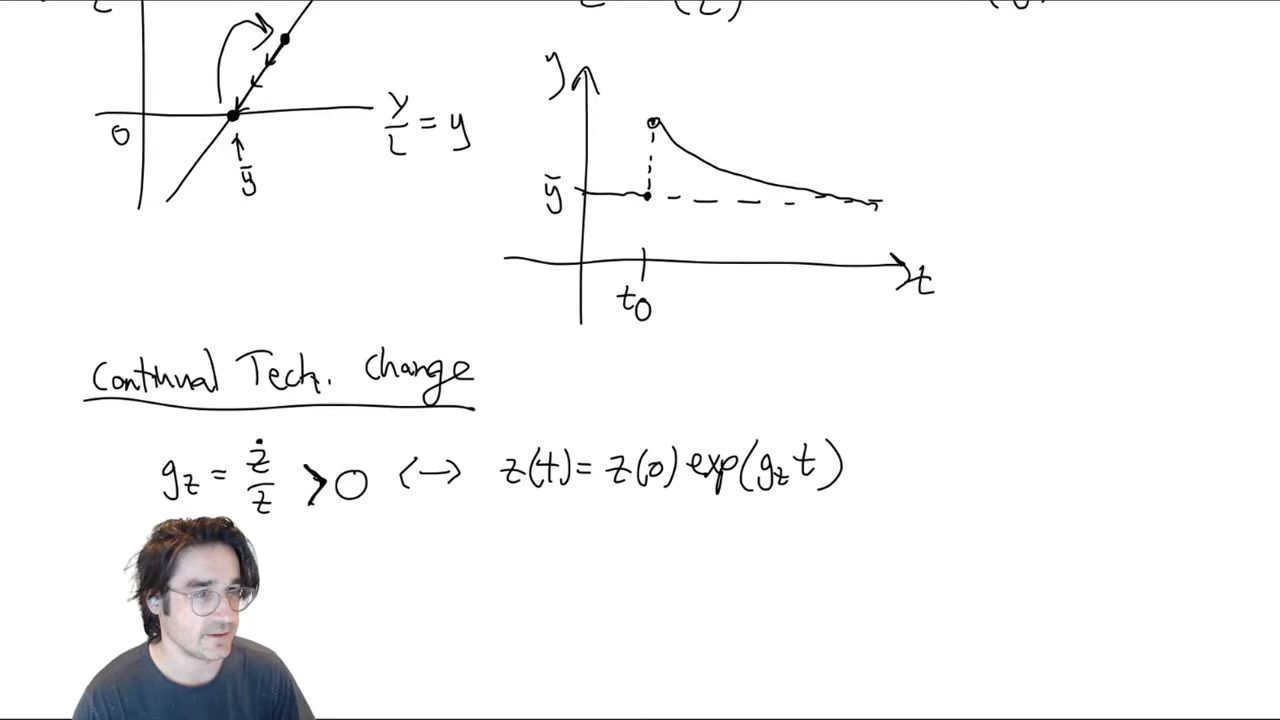 0
Y/L = y
ȳ
y
ȳ
t₀
t
Continual Tech. Change
g_z = ż/z > 0 ⟷ z(t) = z(0) exp(g_z t)